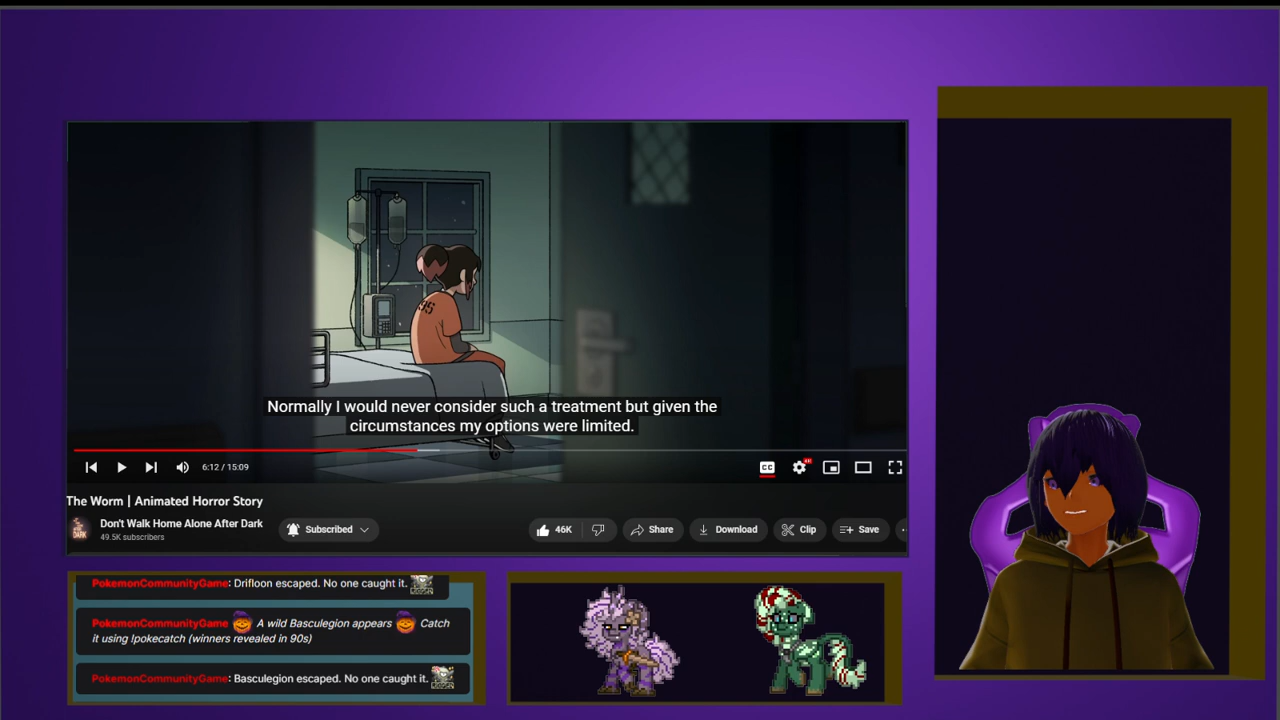 35
Normally I would never consider such a treatment but given the
circumstances my options were limited.
6:12 / 15:09
CC
The Worm | Animated Horror Story
Don't Walk Home Alone After Dark
49.5K subscribers
Subscribed
46K
Share
Download
Clip
Save
PokemonCommunityGame: Drifloon escaped. No one caught it.
PokemonCommunityGame: A wild Basculegion appears Catch
it using !pokecatch (winners revealed in 90s)
PokemonCommunityGame: Basculegion escaped. No one caught it.